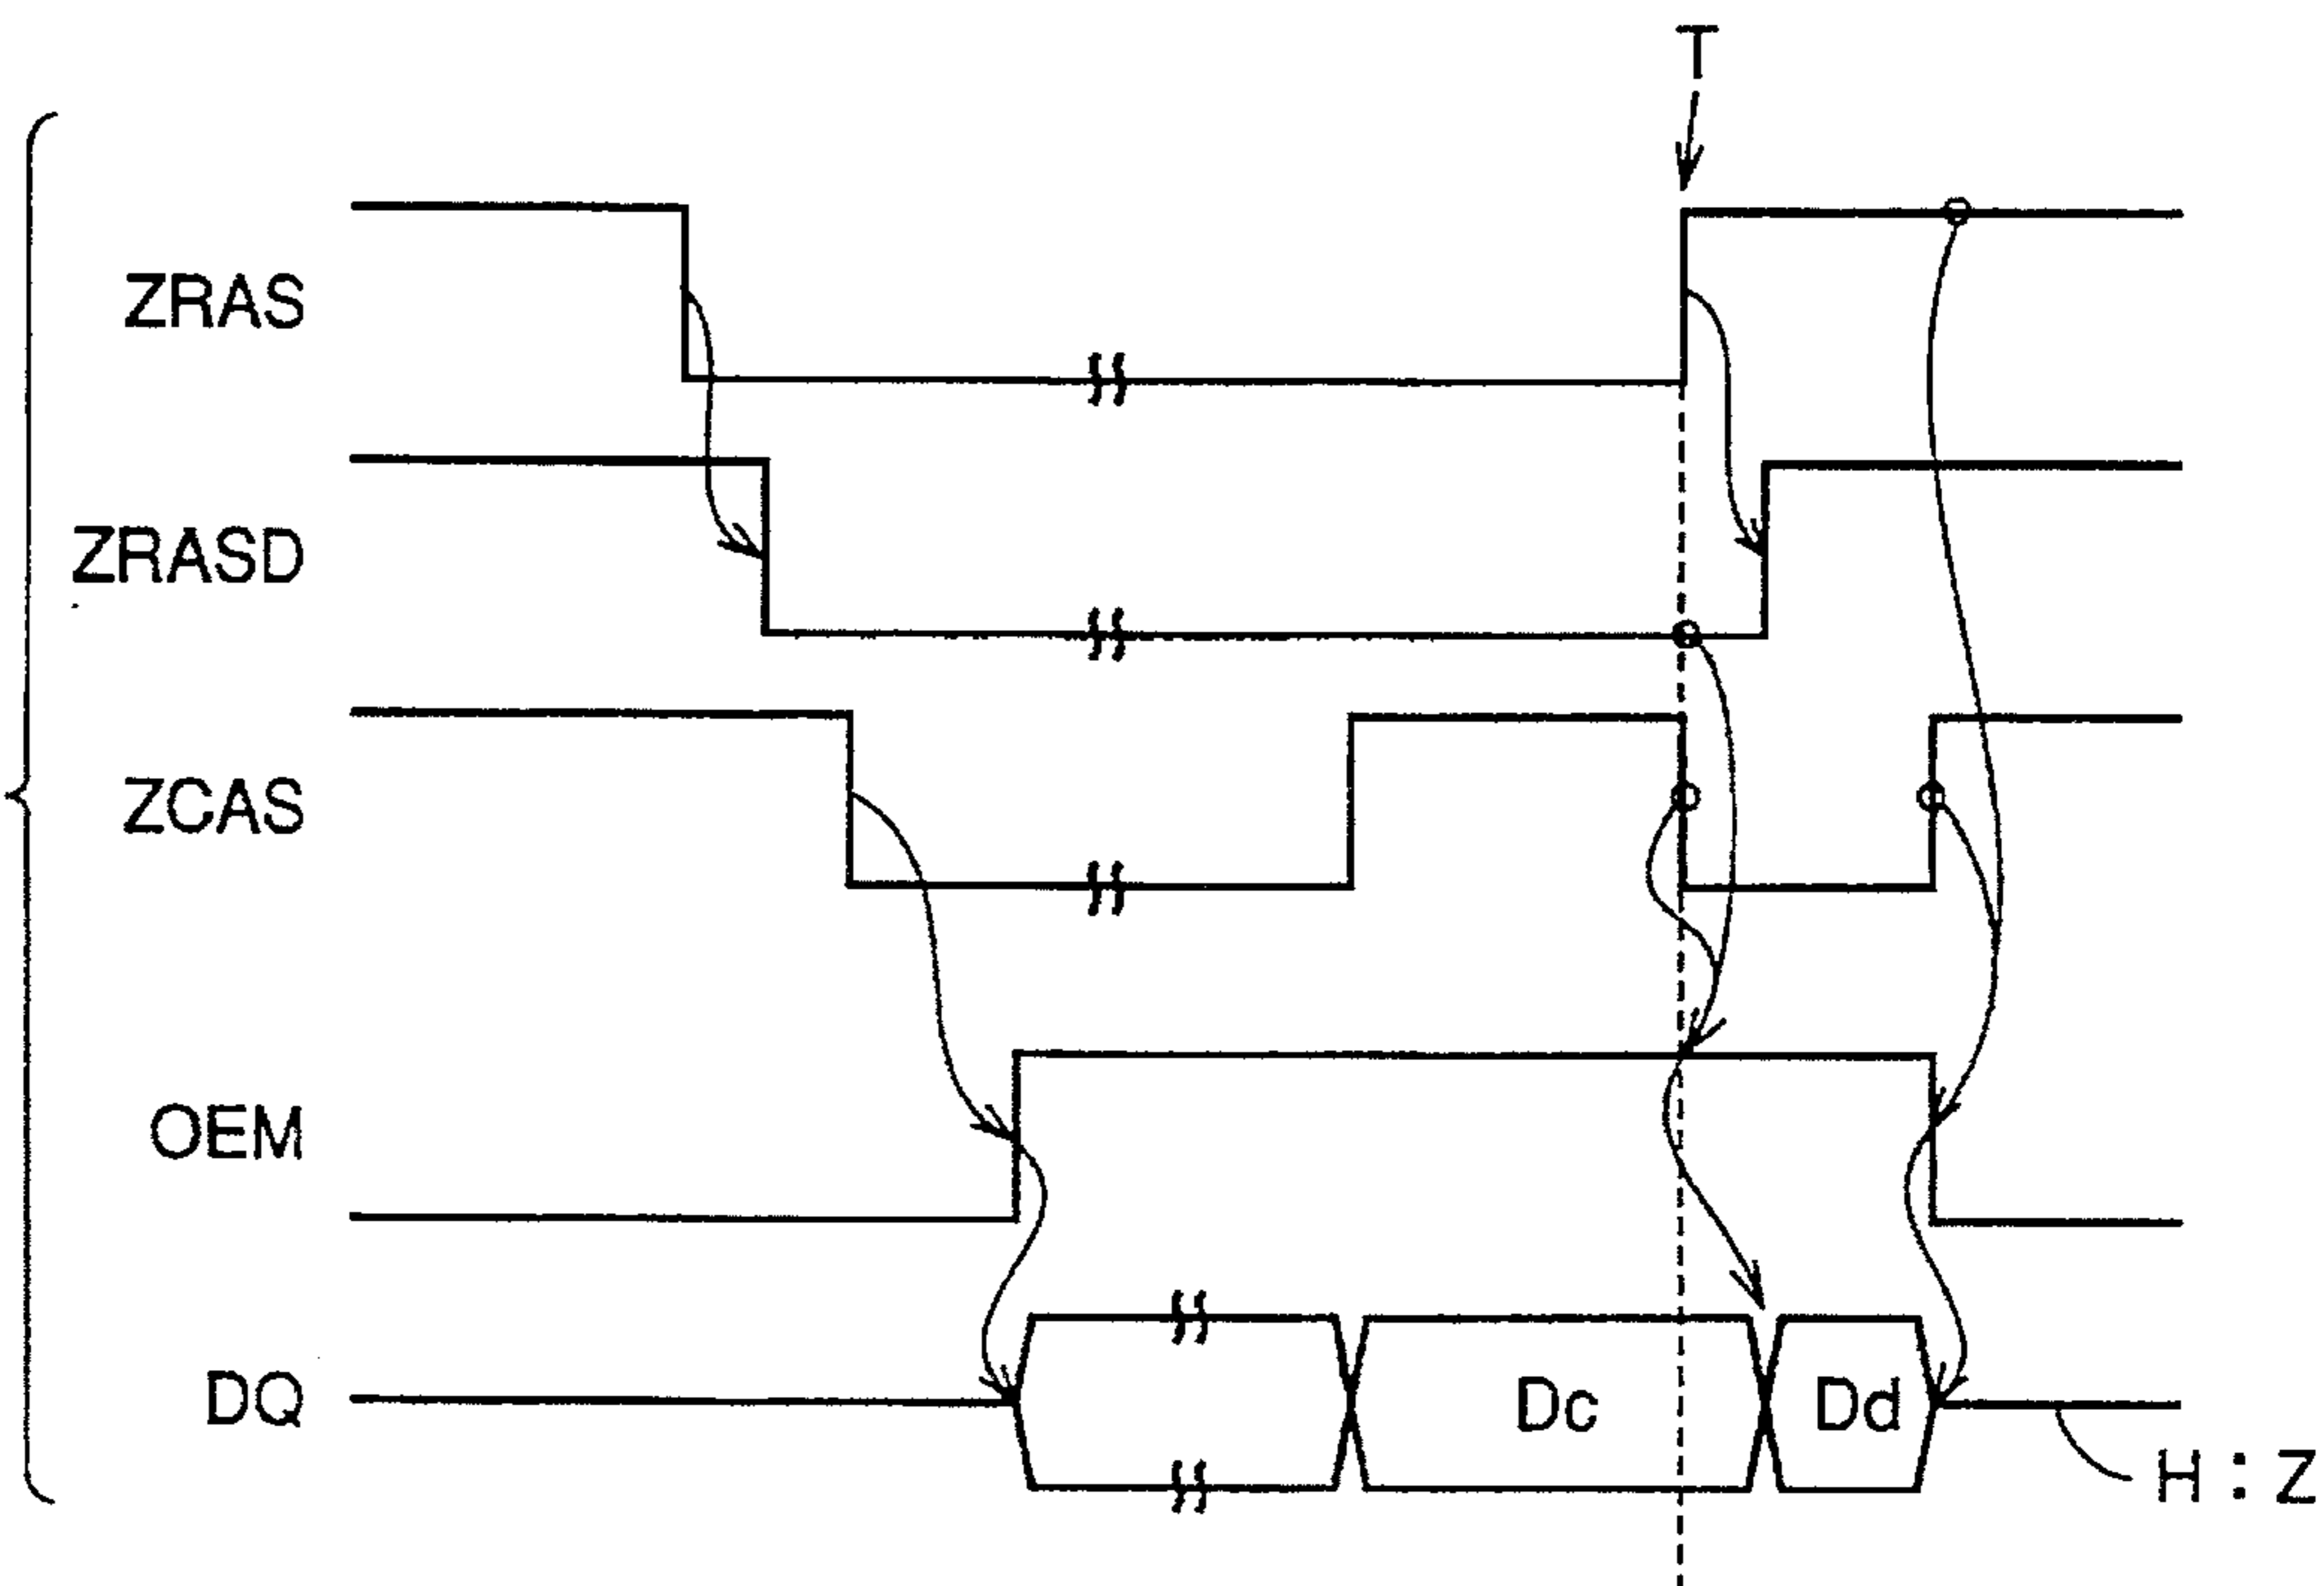 T
ZRAS
ZRASD
ZCAS
OEM
DQ
Dc
Dd
H:Z